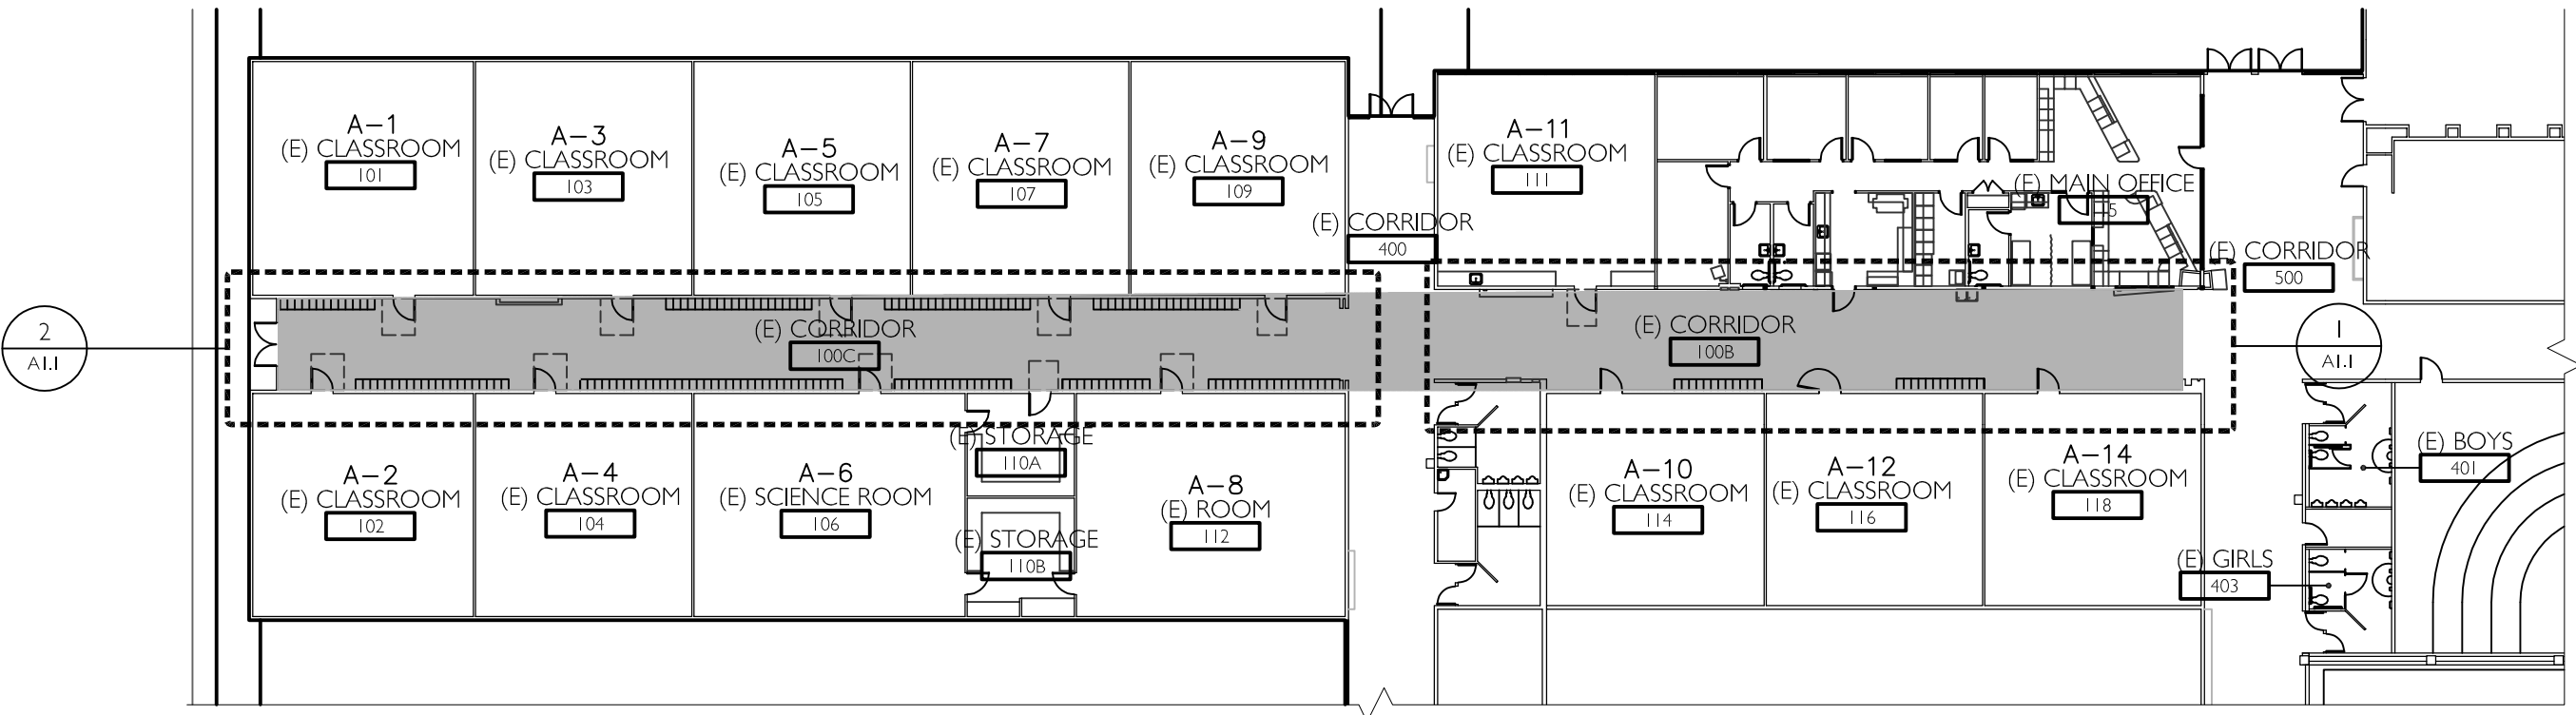 A-1
(E) CLASSROOM
101
A-3
(E) CLASSROOM
103
A-5
(E) CLASSROOM
105
A-7
(E) CLASSROOM
107
A-9
(E) CLASSROOM
109
(E) CORRIDOR
400
A-11
(E) CLASSROOM
111
(E) MAIN OFFICE
(E) CORRIDOR
500
2
A1.1
(E) CORRIDOR
100C
(E) CORRIDOR
100B
1
A1.1
A-2
(E) CLASSROOM
102
A-4
(E) CLASSROOM
104
A-6
(E) SCIENCE ROOM
106
(E) STORAGE
110A
(E) STORAGE
110B
A-8
(E) ROOM
112
A-10
(E) CLASSROOM
114
A-12
(E) CLASSROOM
116
A-14
(E) CLASSROOM
118
(E) BOYS
401
(E) GIRLS
403